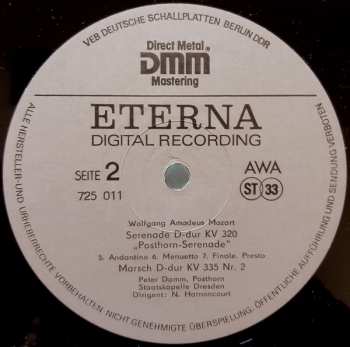 VEB DEUTSCHE SCHALLPLATTEN BERLIN DDR
Direct Metal
DMM
Mastering
ETERNA
DIGITAL RECORDING
SEITE 2
AWA
725 011
ST 33
Wolfgang Amadeus Mozart
Serenade D-dur KV 320
„Posthorn-Serenade"
5. Andantino 6. Menuetto 7. Finale. Presto
Marsch D-dur KV 335 Nr. 2
Peter Damm, Posthorn
Staatskapelle Dresden
Dirigent: N. Harnoncourt
ALLE HERSTELLER-UND URHEBERRECHTE VORBEHALTEN NICHT GENEHMIGTE ÜBERSPIELUNG, ÖFFENTLICHE AUFFÜHRUNG UND SENDUNG VERBOTEN